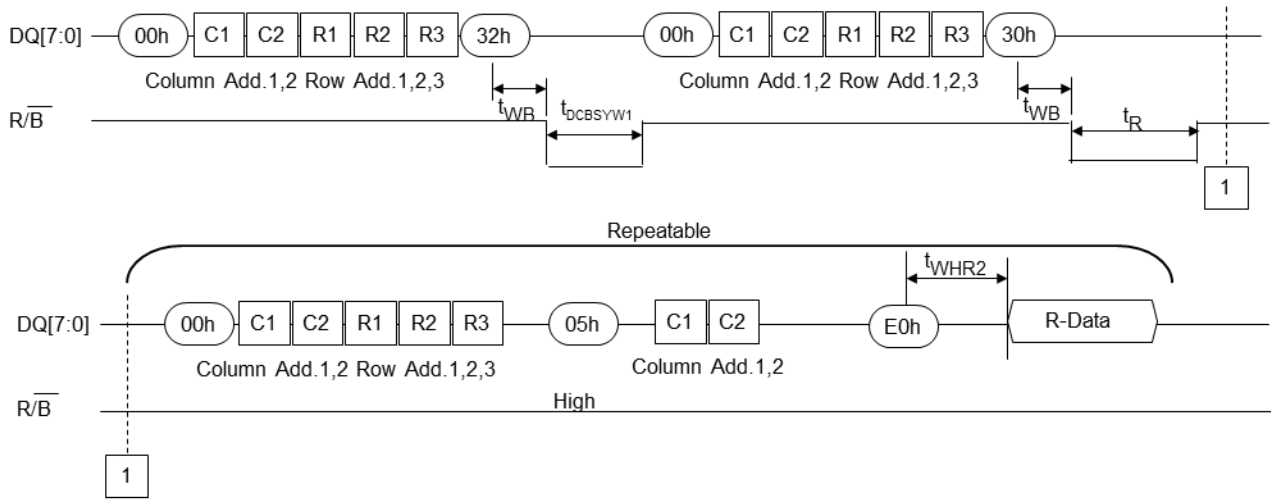 DQ[7:0] 00h C1 C2 R1 R2 R3 32h 00h C1 C2 R1 R2 R3 30h
Column Add.1,2 Row Add.1,2,3 Column Add.1,2 Row Add.1,2,3
tWB tDCBSYW1 tWB tR
R/B̅
1
Repeatable
tWHR2
DQ[7:0] 00h C1 C2 R1 R2 R3 05h C1 C2 E0h R-Data
Column Add.1,2 Row Add.1,2,3 Column Add.1,2
R/B̅ High
1